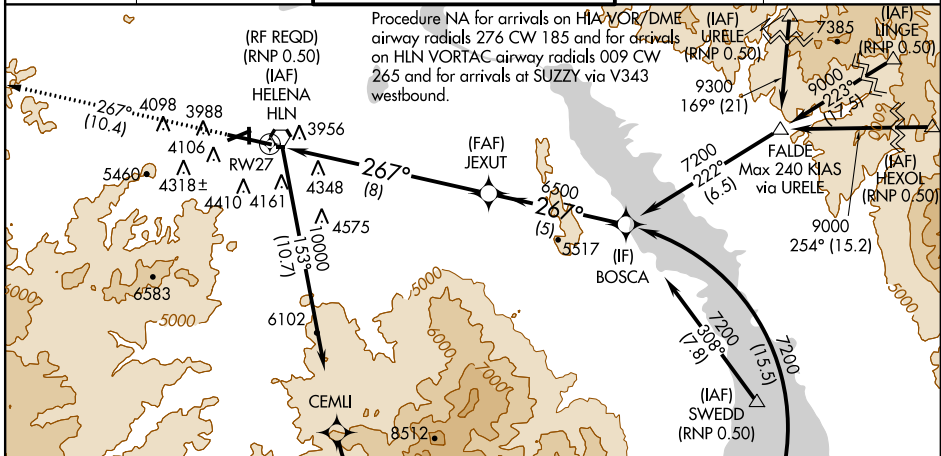 Procedure NA for arrivals on HIA VOR/DME
airway radials 276 CW 185 and for arrivals
on HLN VORTAC airway radials 009 CW
265 and for arrivals at SUZZY via V343
westbound.
(IAF)
URELE
(RNP 0.50)
7385
(IAF)
LINGE
(RNP 0.50)
(RF REQD)
(RNP 0.50)
(IAF)
HELENA
HLN
9300
169° (21)
9000
223°
(17.5)
267°
(10.4)
4098
3988
3956
4106
RW27
5460
4318±
4410
4161
4348
4575
267°
(8)
(FAF)
JEXUT
6500
267°
(5)
5517
(IF)
BOSCA
7200
222°
(6.5)
FALDE
Max 240 KIAS
via URELE
(IAF)
HEXOL
(RNP 0.50)
9000
254° (15.2)
10000
153°
(10.7)
6583
6000
5000
6102
5000
6000
7000
7200
308°
(7.8)
7200
(15.5)
(IAF)
SWEDD
(RNP 0.50)
CEMLI
8512
5000